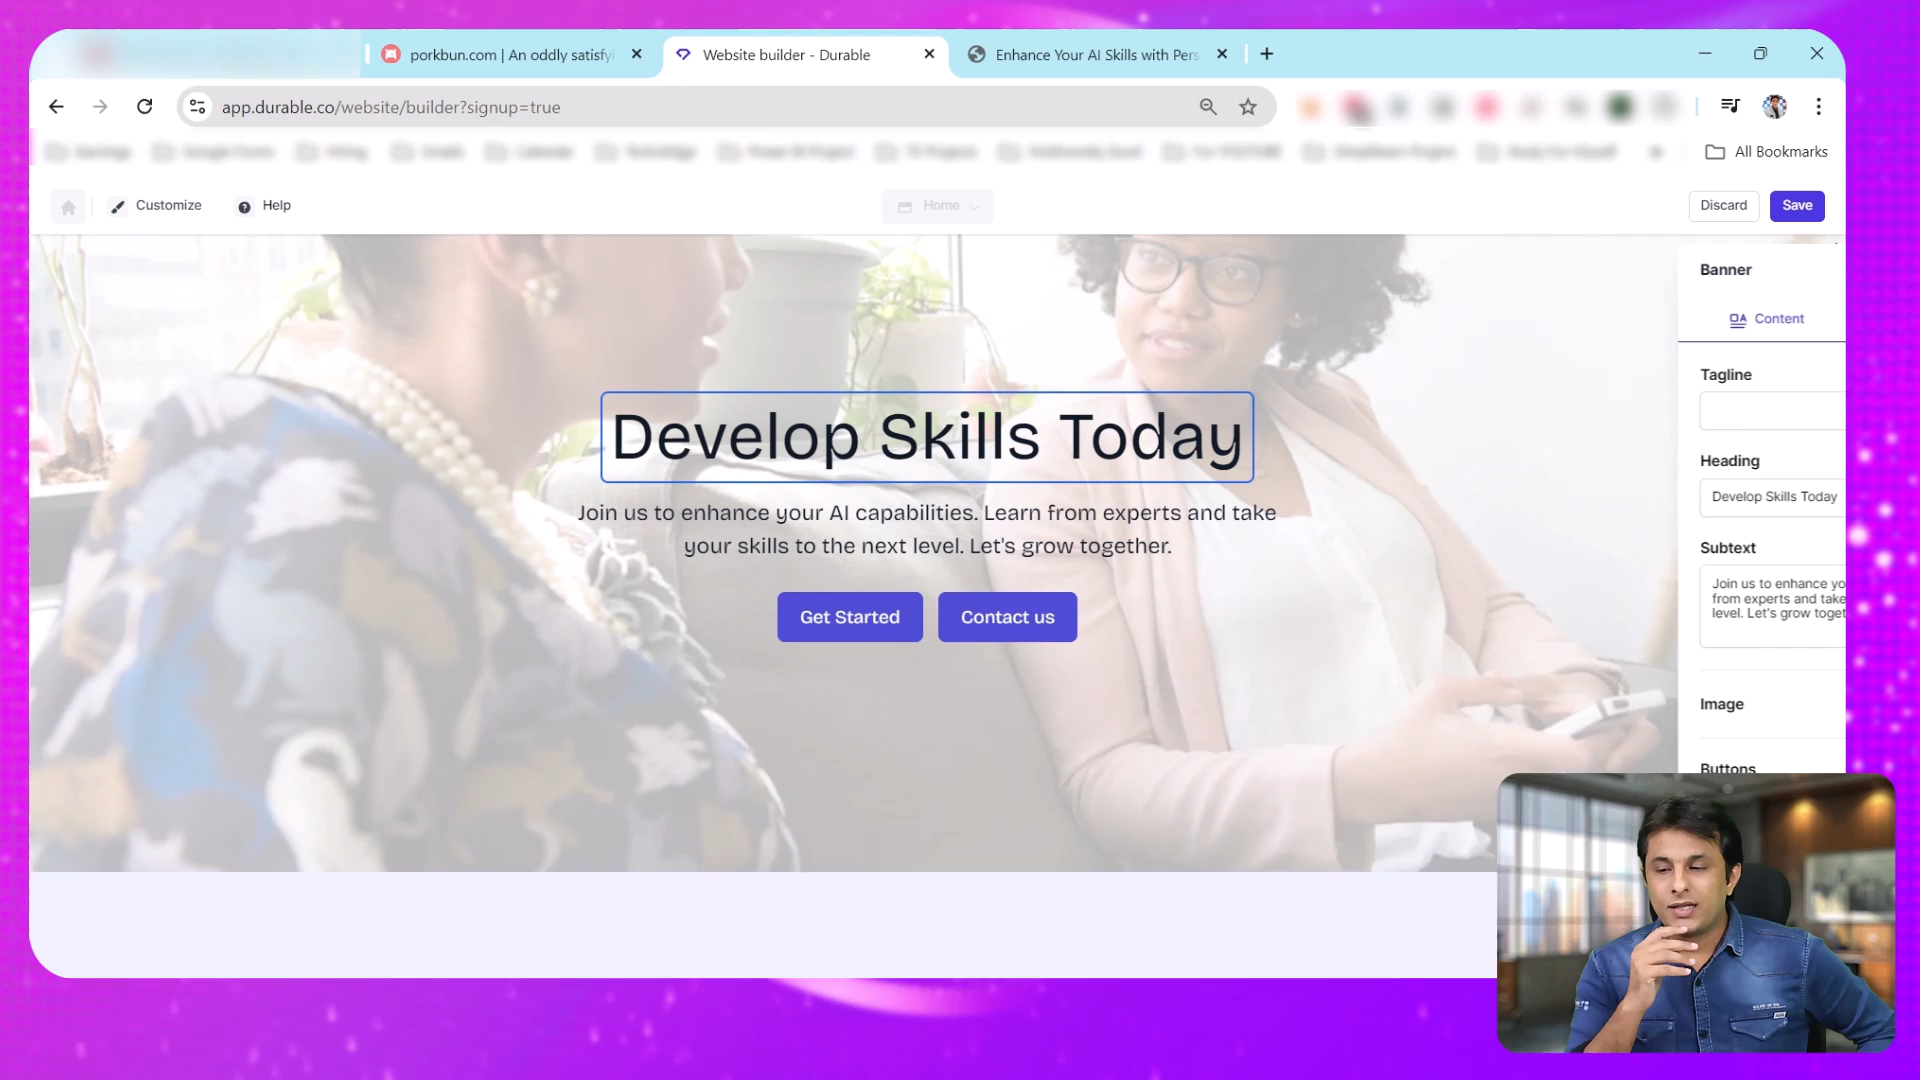 porkbun.com | An oddly satisfyi
Website builder - Durable
Enhance Your AI Skills with Pers
app.durable.co/website/builder?signup=true
All Bookmarks
Customize
Help
Home
Discard
Save
Develop Skills Today
Join us to enhance your AI capabilities. Learn from experts and take
your skills to the next level. Let's grow together.
Get Started
Contact us
Banner
Content
Tagline
Heading
Develop Skills Today
Subtext
Join us to enhance yo
from experts and take
level. Let's grow toget
Image
Buttons